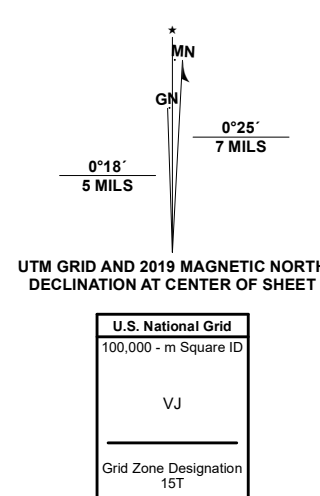 ★
MN
GN
0°25´
7 MILS
0°18´
5 MILS
UTM GRID AND 2019 MAGNETIC NORTH
DECLINATION AT CENTER OF SHEET
U.S. National Grid
100,000 - m Square ID
VJ
Grid Zone Designation
15T